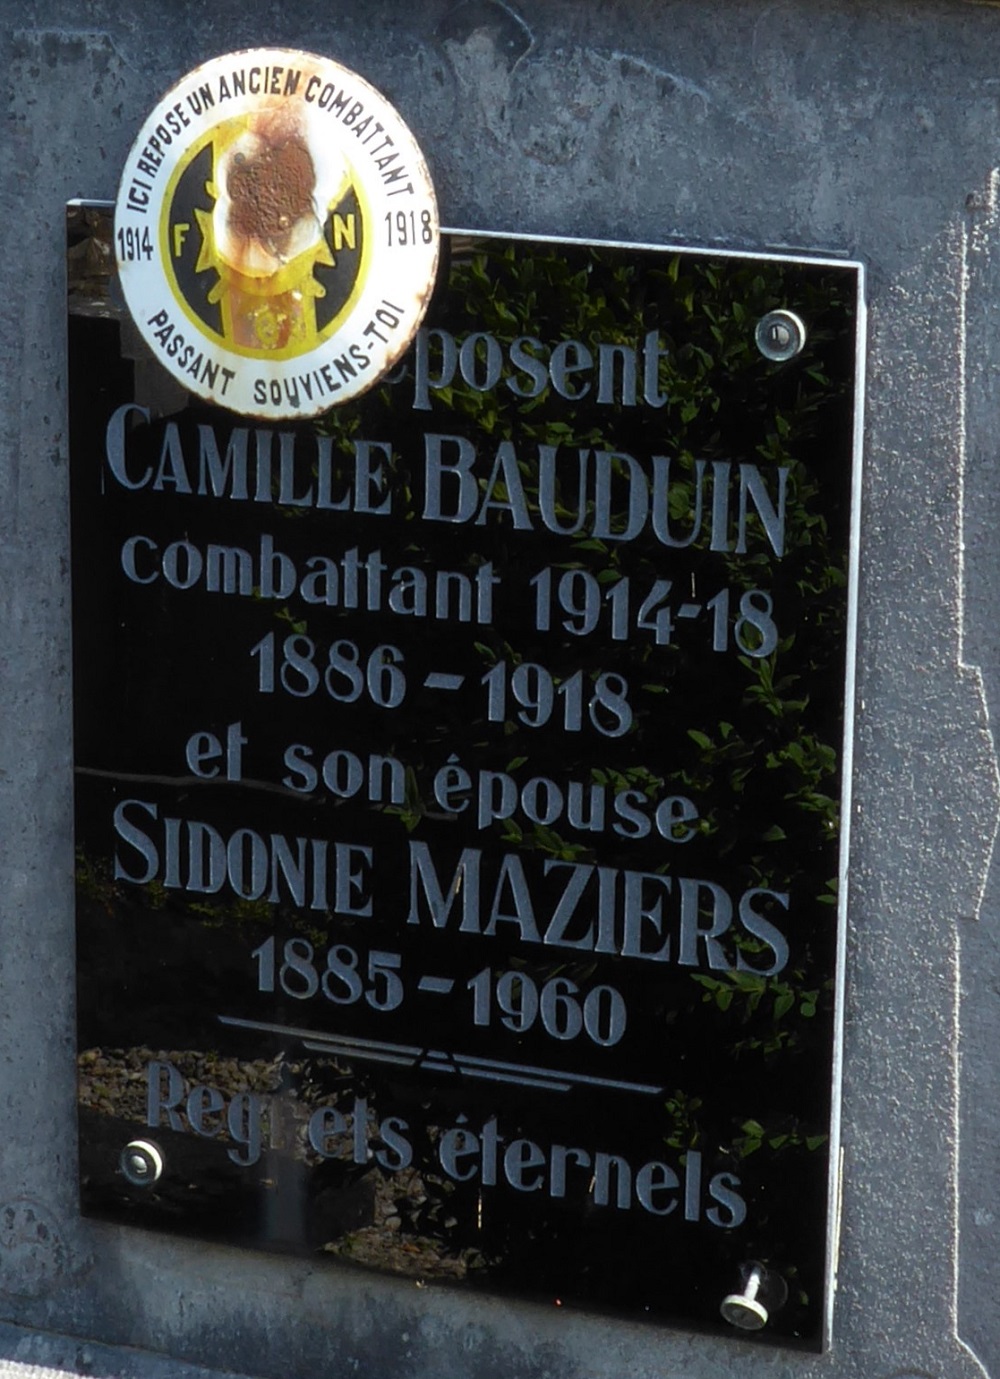 ICI REPOSE UN ANCIEN COMBATTANT
1914 1918
F N
PASSANT SOUVIENS-TOI
CAMILLE BAUDUIN
combattant 1914-18
1886 - 1918
et son épouse
SIDONIE MAZIERS
1885 - 1960
Regrets éternels